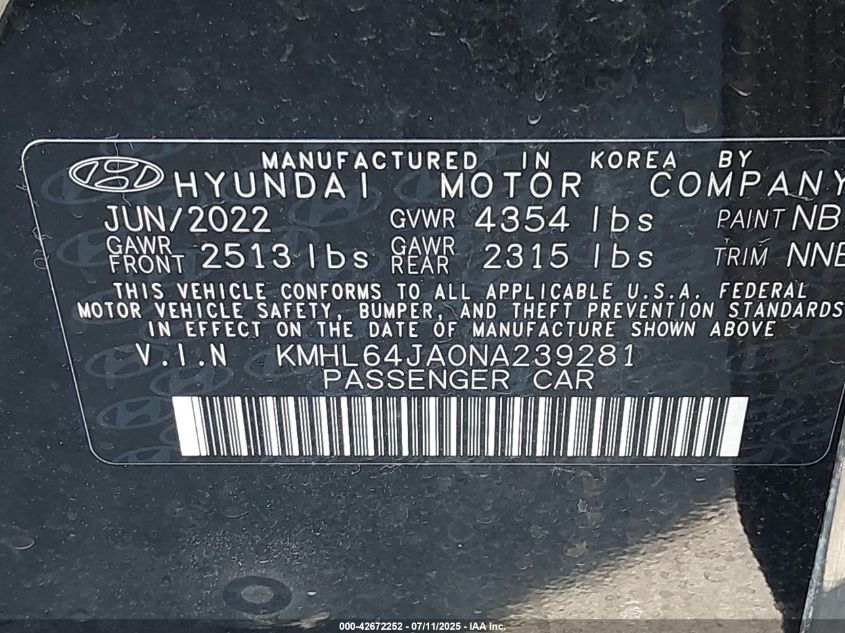 MANUFACTURED IN KOREA BY
HYUNDAI MOTOR COMPANY
JUN/2022 GVWR 4354 lbs PAINT NB
GAWR FRONT 2513 lbs GAWR REAR 2315 lbs TRIM NNB
THIS VEHICLE CONFORMS TO ALL APPLICABLE U.S.A. FEDERAL
MOTOR VEHICLE SAFETY, BUMPER, AND THEFT PREVENTION STANDARDS
IN EFFECT ON THE DATE OF MANUFACTURE SHOWN ABOVE
V.I.N KMHL64JA0NA239281
PASSENGER CAR
000-42672252 - 07/11/2025 - IAA Inc.